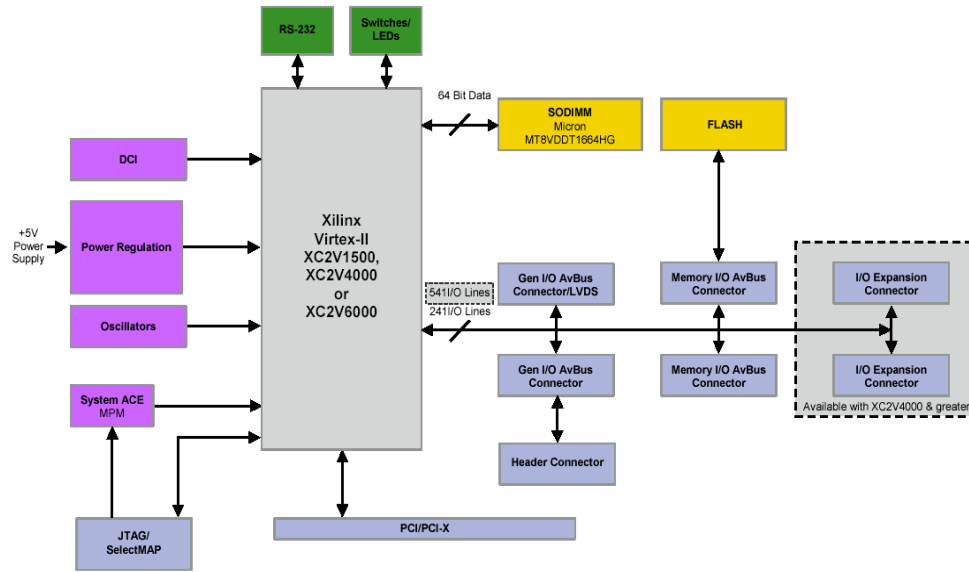 RS-232
Switches/
LEDs
64 Bit Data
SODIMM
Micron
MT8VDDT1664HG
FLASH
DCI
+5V
Power
Supply
Power Regulation
Xilinx
Virtex-II
XC2V1500,
XC2V4000
or
XC2V6000
Oscillators
541I/O Lines
241I/O Lines
Gen I/O AvBus
Connector/LVDS
Memory I/O AvBus
Connector
I/O Expansion
Connector
Gen I/O AvBus
Connector
Memory I/O AvBus
Connector
I/O Expansion
Connector
Available with XC2V4000 & greater
System ACE
MPM
Header Connector
JTAG/
SelectMAP
PCI/PCI-X